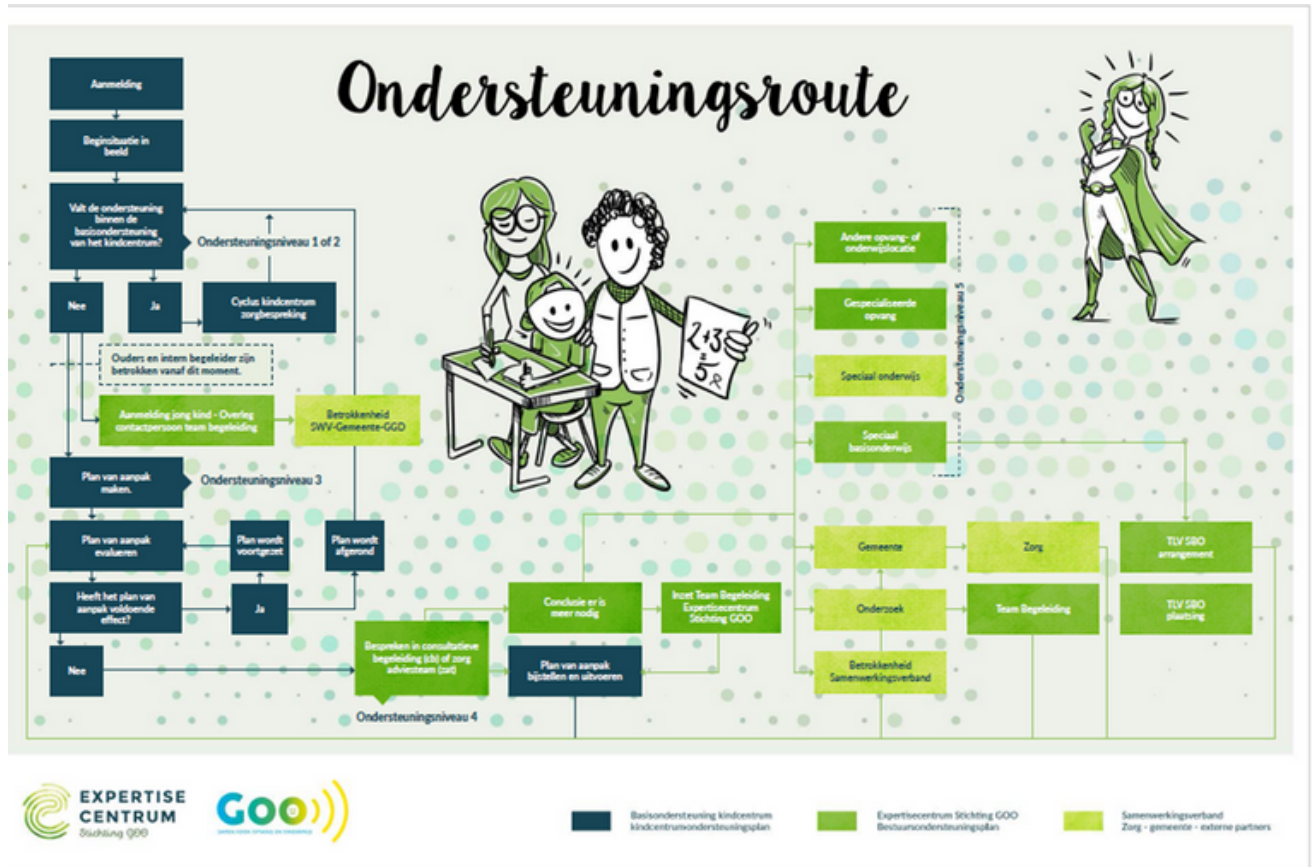 Ondersteuningsroute
Aanmelding
Beginsituatie in
beeld
Valt de ondersteuning
binnen de
basisondersteuning
van het kindcentrum?
Ondersteuningsniveau 1 of 2
Nee
Ja
Cyclus kindcentrum
zorgbespreking
Ouders en intern begeleider zijn
betrokken vanaf dit moment.
Aanmelding jong kind - Overleg
contactpersoon team begeleiding
Betrokkenheid
SWV-Gemeente-GGD
Plan van aanpak
maken.
Ondersteuningsniveau 3
Plan van aanpak
evalueren
Plan wordt
voortgezet
Plan wordt
afgerond
Heeft het plan van
aanpak voldoende
effect?
Ja
Nee
Bespreken in consultatieve
begeleiding (cb) of zorg
adviesteam (zat)
Ondersteuningsniveau 4
Conclusie er is
meer nodig
Inzet Team Begeleiding
Expertisecentrum
Stichting GOO
Plan van aanpak
bijstellen en uitvoeren
2+3
=
5
Andere opvang- of
onderwijslocatie
Gespecialiseerde
opvang
Speciaal onderwijs
Speciaal
basisonderwijs
Ondersteuningsniveau 5
Gemeente
Zorg
TLV SBO
arrangement
Onderzoek
Team Begeleiding
TLV SBO
plaatsing
Betrokkenheid
Samenwerkingsverband
EXPERTISE
CENTRUM
Stichting GOO
GOO
SAMEN VOOR OPVANG EN ONDERWIJS
Basisondersteuning kindcentrum
kindcentrumondersteuningsplan
Expertisecentrum Stichting GOO
Bestuursondersteuningsplan
Samenwerkingsverband
Zorg - gemeente - externe partners